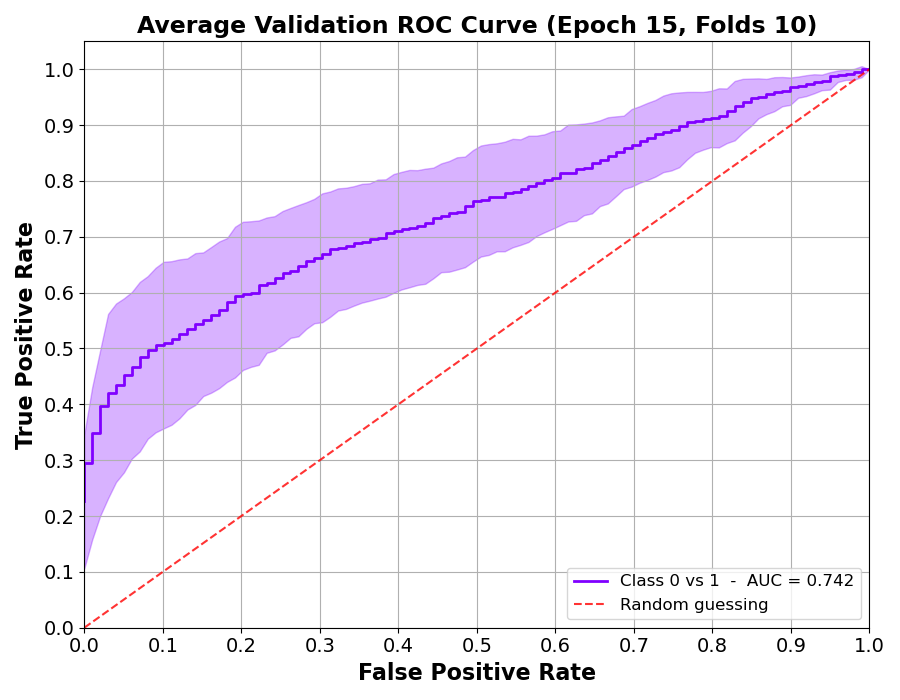 Average Validation ROC Curve (Epoch 15, Folds 10)
True Positive Rate
1.0
0.9
0.8
0.7
0.6
0.5
0.4
0.3
0.2
0.1
0.0
Class 0 vs 1 - AUC = 0.742
Random guessing
0.0 0.1 0.2 0.3 0.4 0.5 0.6 0.7 0.8 0.9 1.0
False Positive Rate